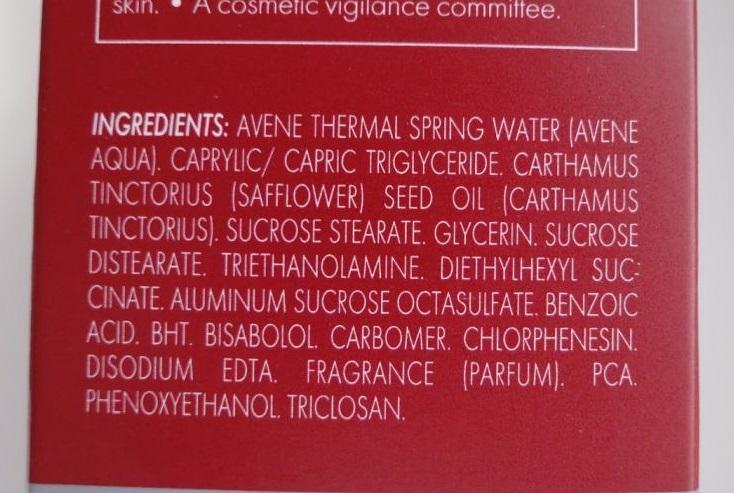 skin. • A cosmetic vigilance committee.
INGREDIENTS: AVENE THERMAL SPRING WATER (AVENE
AQUA). CAPRYLIC/ CAPRIC TRIGLYCERIDE. CARTHAMUS
TINCTORIUS (SAFFLOWER) SEED OIL (CARTHAMUS
TINCTORIUS). SUCROSE STEARATE. GLYCERIN. SUCROSE
DISTEARATE. TRIETHANOLAMINE. DIETHYLHEXYL SUC-
CINATE. ALUMINUM SUCROSE OCTASULFATE. BENZOIC
ACID. BHT. BISABOLOL. CARBOMER. CHLORPHENESIN.
DISODIUM EDTA. FRAGRANCE (PARFUM). PCA.
PHENOXYETHANOL. TRICLOSAN.